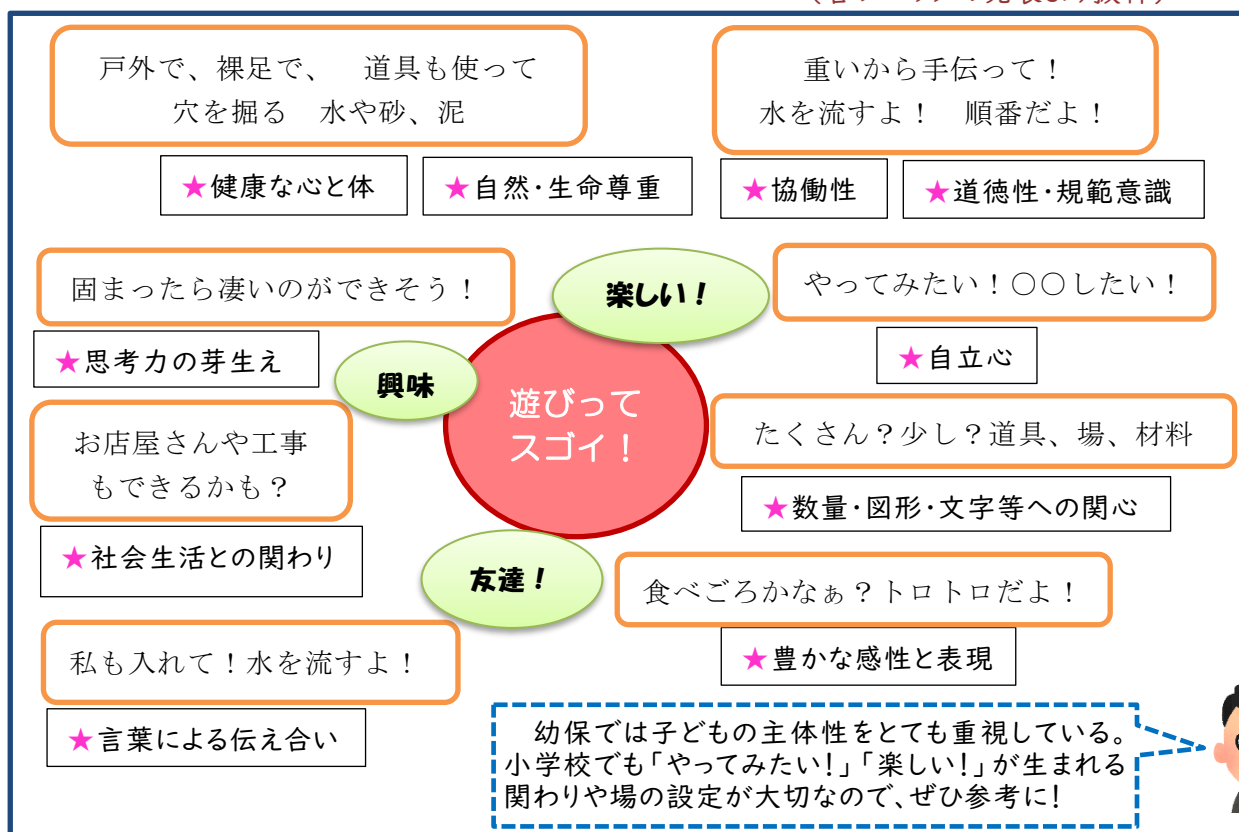 戸外で、裸足で、　道具も使って
穴を掘る　水や砂、泥
★健康な心と体
★自然・生命尊重
重いから手伝って！
水を流すよ！　順番だよ！
★協働性
★道徳性・規範意識
固まったら凄いのができそう！
★思考力の芽生え
楽しい！
やってみたい！〇〇したい！
★自立心
興味
遊びって
スゴイ！
お店屋さんや工事
もできるかも？
★社会生活との関わり
たくさん？少し？道具、場、材料
★数量・図形・文字等への関心
友達！
食べごろかなぁ？トロトロだよ！
★豊かな感性と表現
私も入れて！水を流すよ！
★言葉による伝え合い
幼保では子どもの主体性をとても重視している。
小学校でも「やってみたい！」「楽しい！」が生まれる
関わりや場の設定が大切なので、ぜひ参考に！